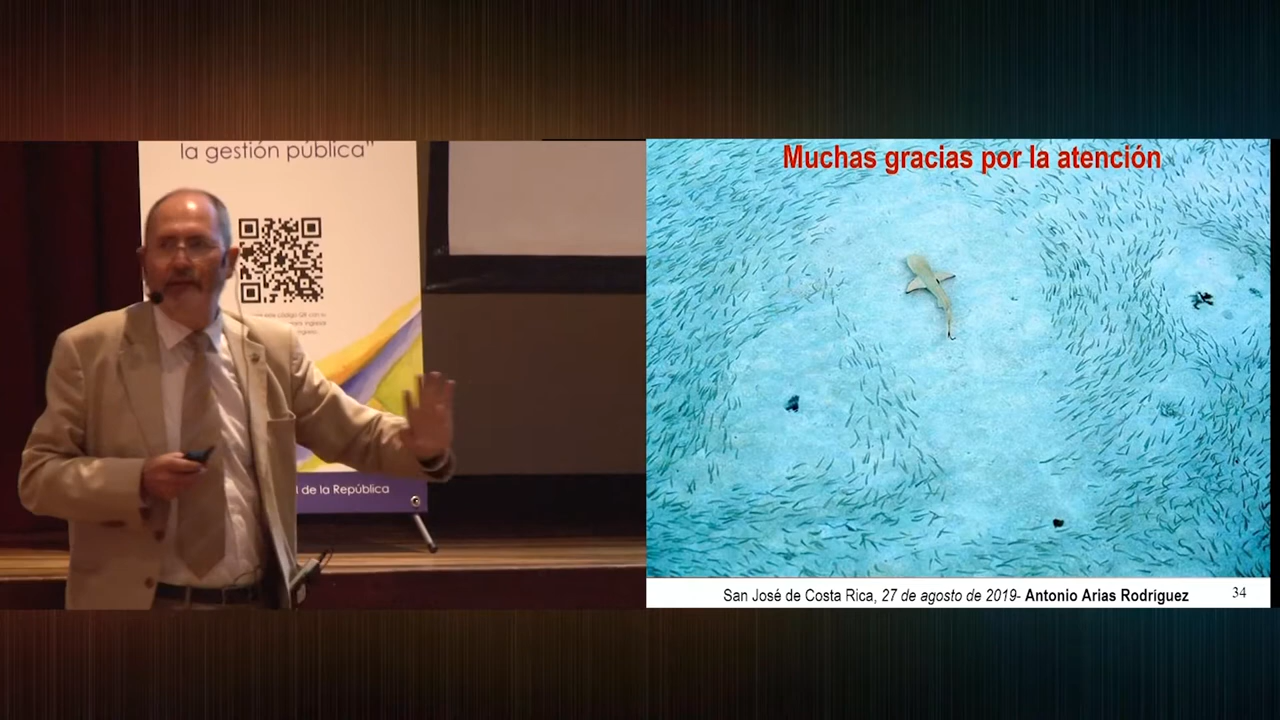 la gestión pública"
de la República
Muchas gracias por la atención
San José de Costa Rica, 27 de agosto de 2019- Antonio Arias Rodríguez
34